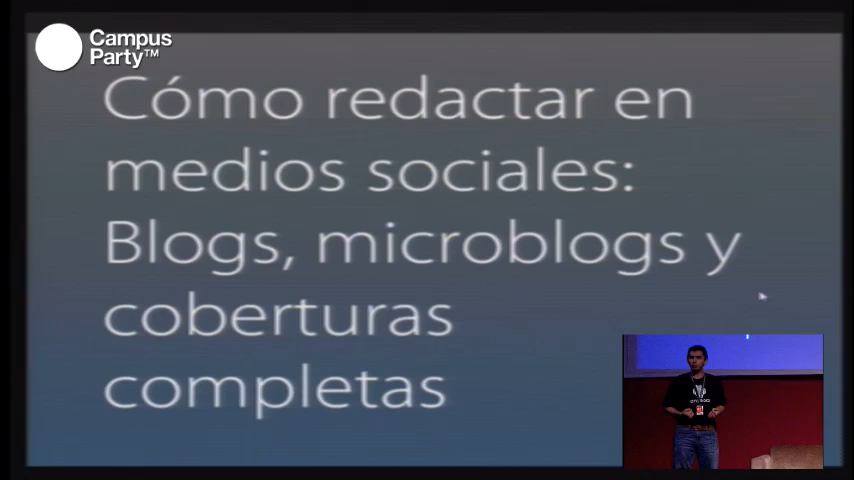 Campus
Party™
Cómo redactar en
medios sociales:
Blogs, microblogs y
coberturas
completas